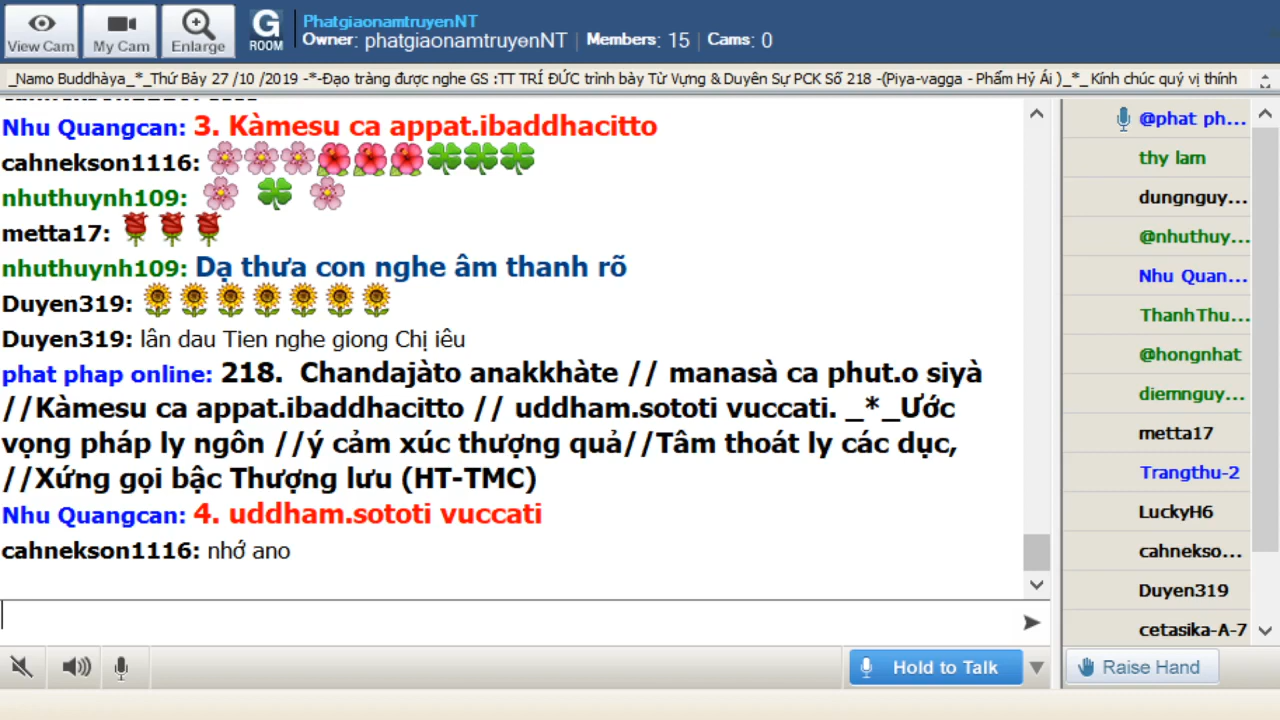 View Cam
My Cam
Enlarge
G
ROOM
PhatgiaonamtruyenNT
Owner: phatgiaonamtruyenNT | Members: 15 | Cams: 0
_Namo Buddhàya_*_Thứ Bảy 27 /10 /2019 -*-Đạo tràng được nghe GS :TT TRÍ ĐỨC trình bày Từ Vựng & Duyên Sự PCK Số 218 -(Piya-vagga - Phẩm Hỷ Ái )_*_ Kính chúc quý vị thính
Nhu Quangcan: 3. Kàmesu ca appat.ibaddhacitto
cahnekson1116:
nhuthuynh109:
metta17:
nhuthuynh109: Dạ thưa con nghe âm thanh rõ
Duyen319:
Duyen319: lân dau Tien nghe giong Chị iêu
phat phap online: 218. Chandajàto anakkhàte // manasà ca phut.o siyà
//Kàmesu ca appat.ibaddhacitto // uddham.sototi vuccati. _*_Ước
vọng pháp ly ngôn //ý cảm xúc thượng quả//Tâm thoát ly các dục,
//Xứng gọi bậc Thượng lưu (HT-TMC)
Nhu Quangcan: 4. uddham.sototi vuccati
cahnekson1116: nhớ ano
@phat ph...
thy lam
dungnguy...
@nhuthuy...
Nhu Quan...
ThanhThu...
@hongnhat
diemnguy...
metta17
Trangthu-2
LuckyH6
cahnekso...
Duyen319
cetasika-A-7
Hold to Talk
Raise Hand